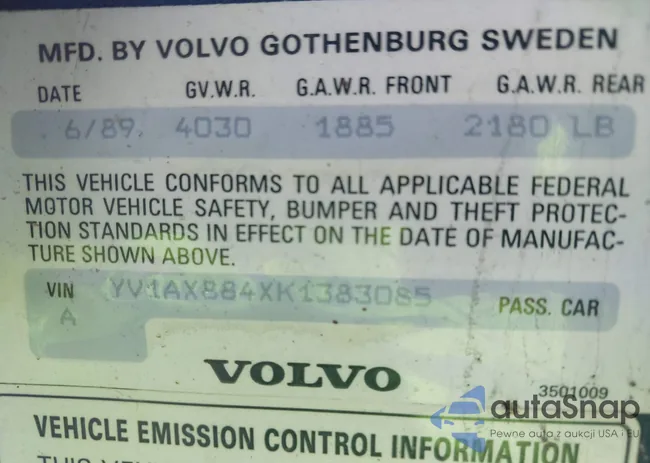 MFD. BY VOLVO GOTHENBURG SWEDEN
DATE GV.W.R. G.A.W.R. FRONT G.A.W.R. REAR
6/89. 4030 1885 2180 LB
THIS VEHICLE CONFORMS TO ALL APPLICABLE FEDERAL
MOTOR VEHICLE SAFETY, BUMPER AND THEFT PROTEC-
TION STANDARDS IN EFFECT ON THE DATE OF MANUFAC-
TURE SHOWN ABOVE.
VIN YV1AX884XK1383085 PASS. CAR
A
VOLVO
3501009
autoSnap
Pewne auta z aukcji USA · EU
VEHICLE EMISSION CONTROL INFORMATION